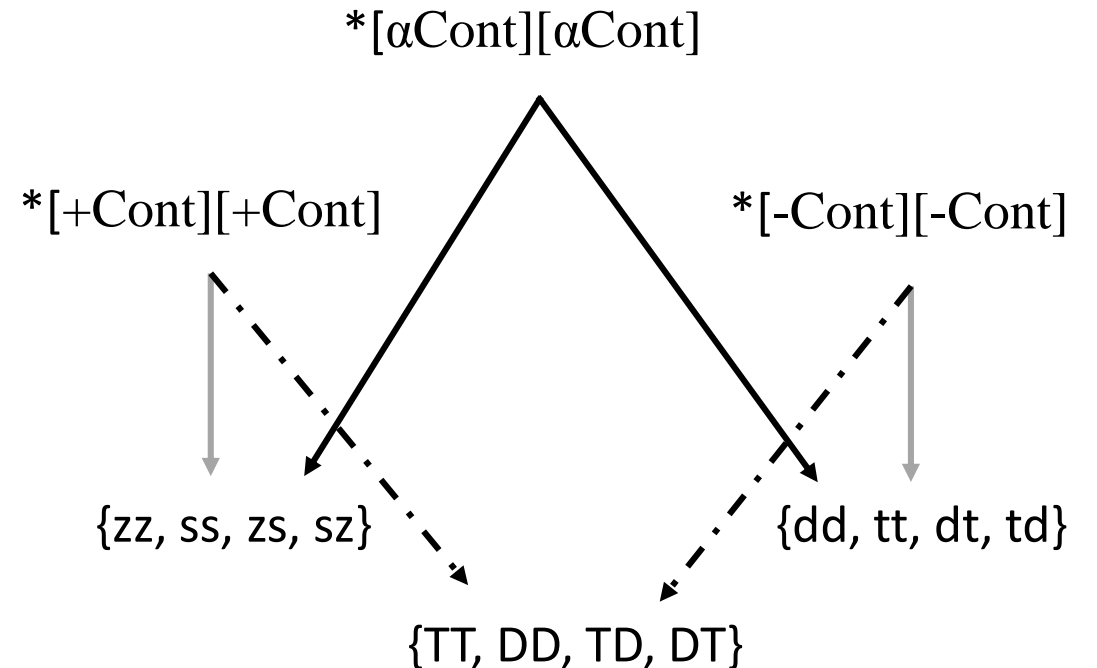 *[αCont][αCont]
*[+Cont][+Cont]
*[-Cont][-Cont]
{zz, ss, zs, sz}
{dd, tt, dt, td}
{TT, DD, TD, DT}